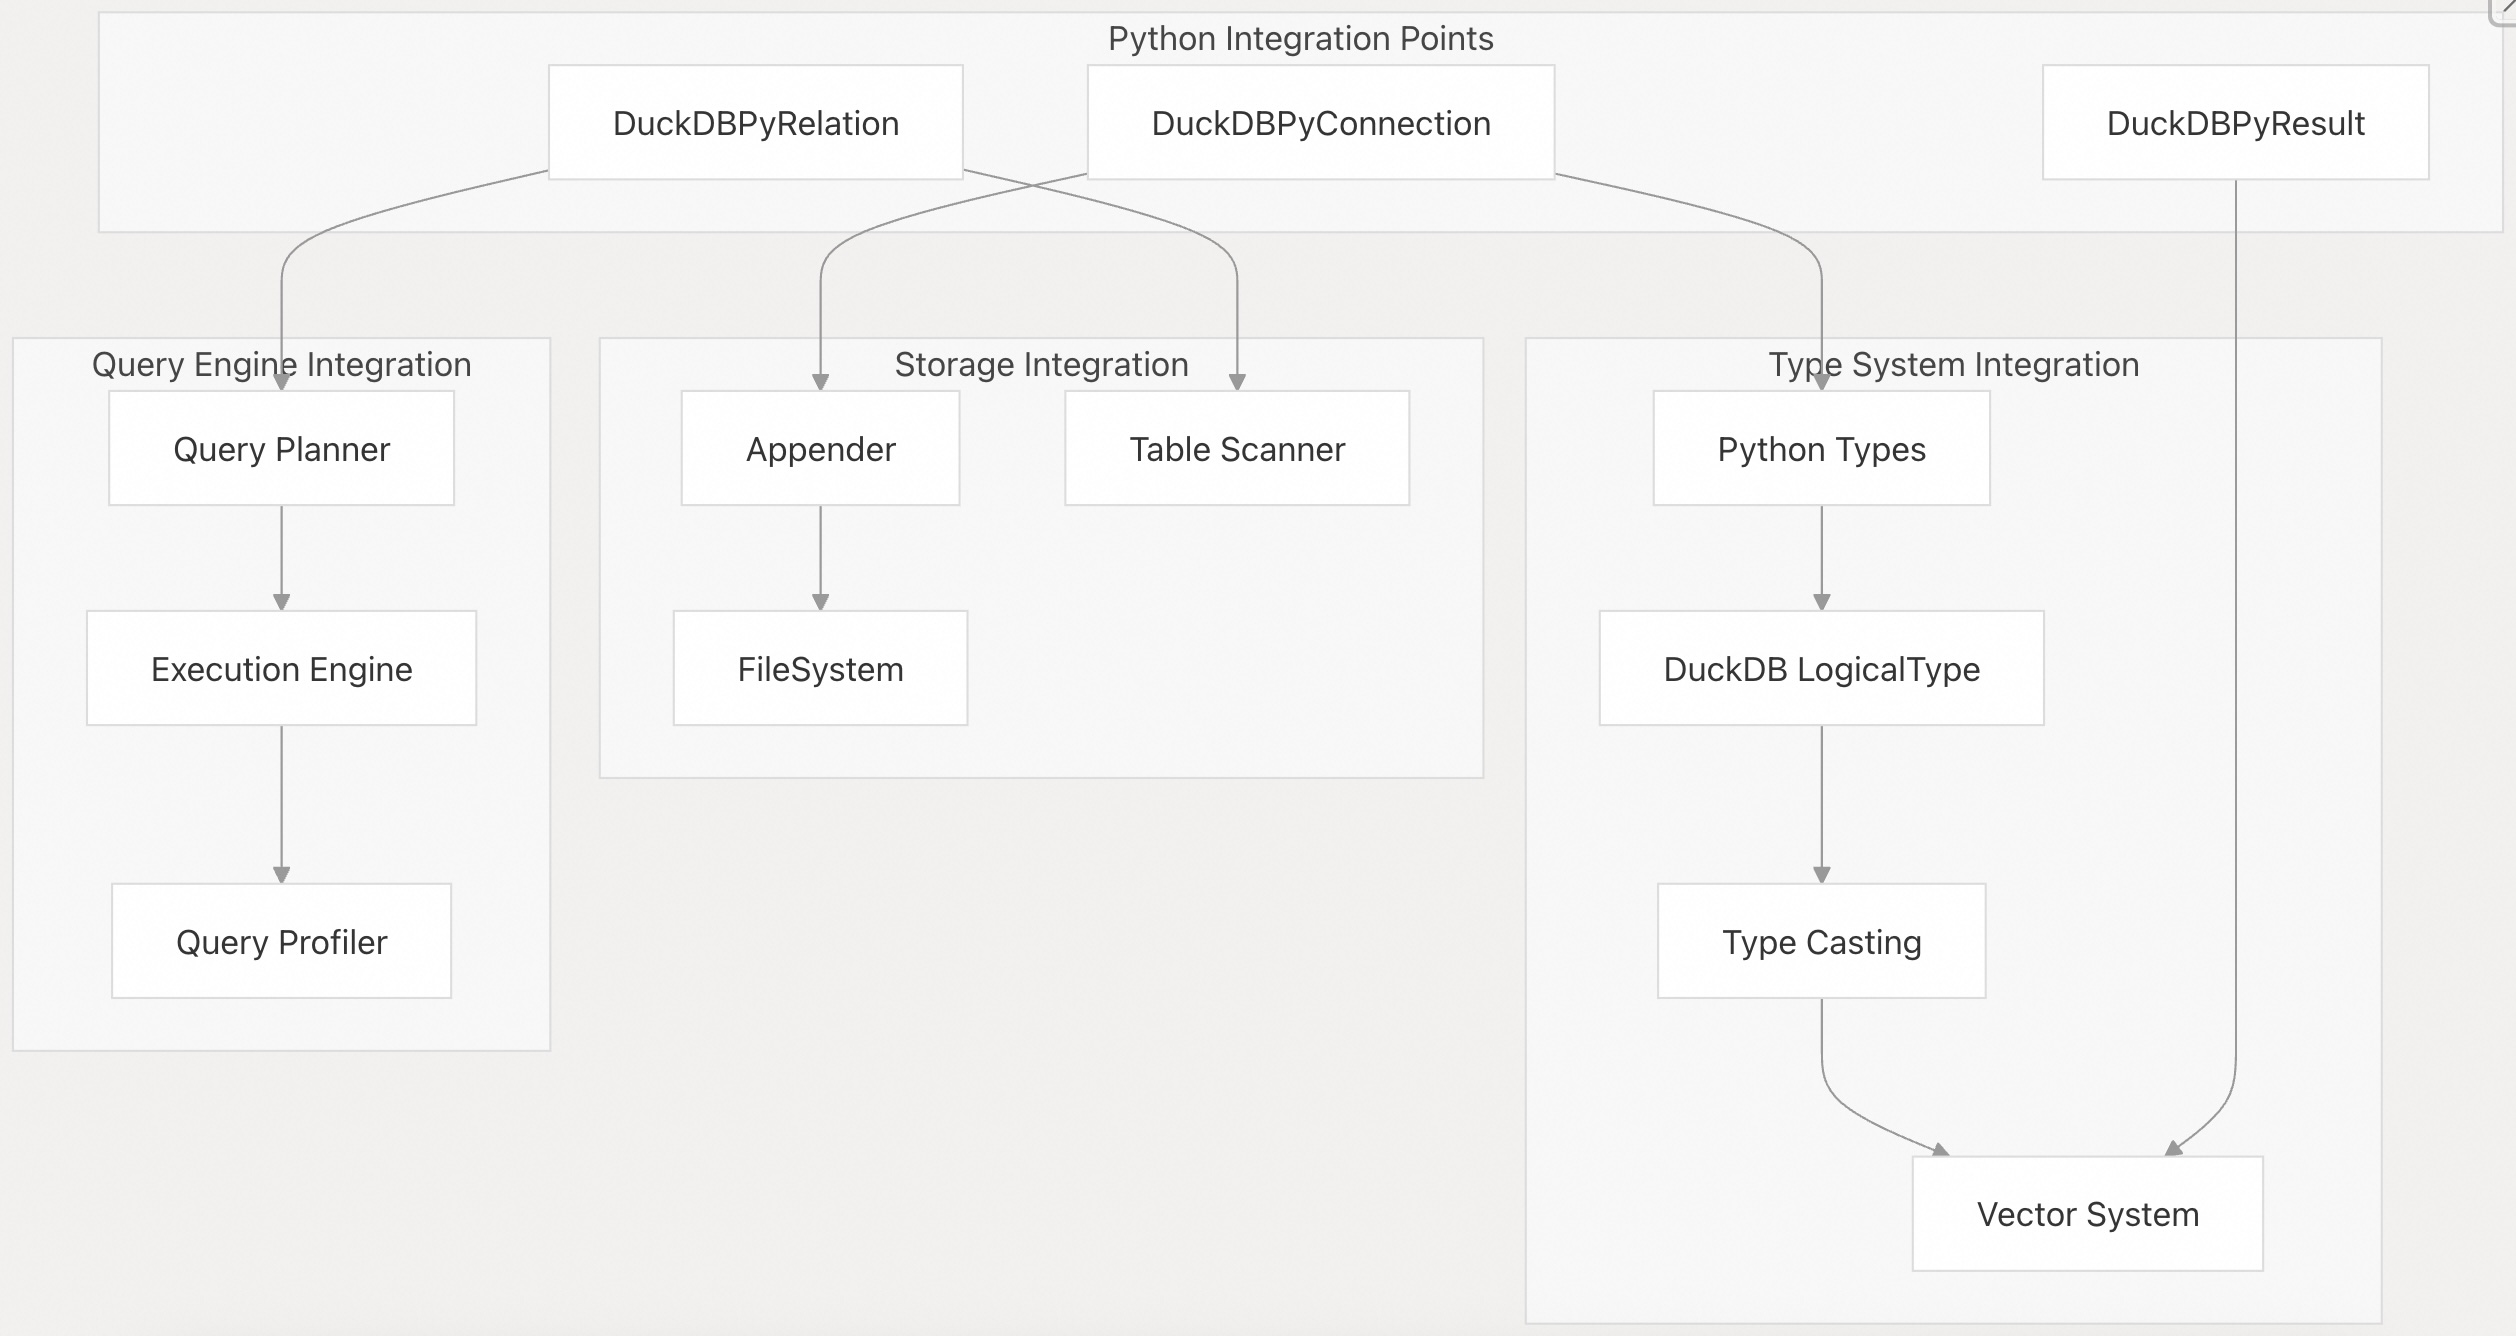 Python Integration Points
DuckDBPyRelation
DuckDBPyConnection
DuckDBPyResult
Query Engine Integration
Storage Integration
Type System Integration
Query Planner
Appender
Table Scanner
Python Types
Execution Engine
FileSystem
DuckDB LogicalType
Query Profiler
Type Casting
Vector System